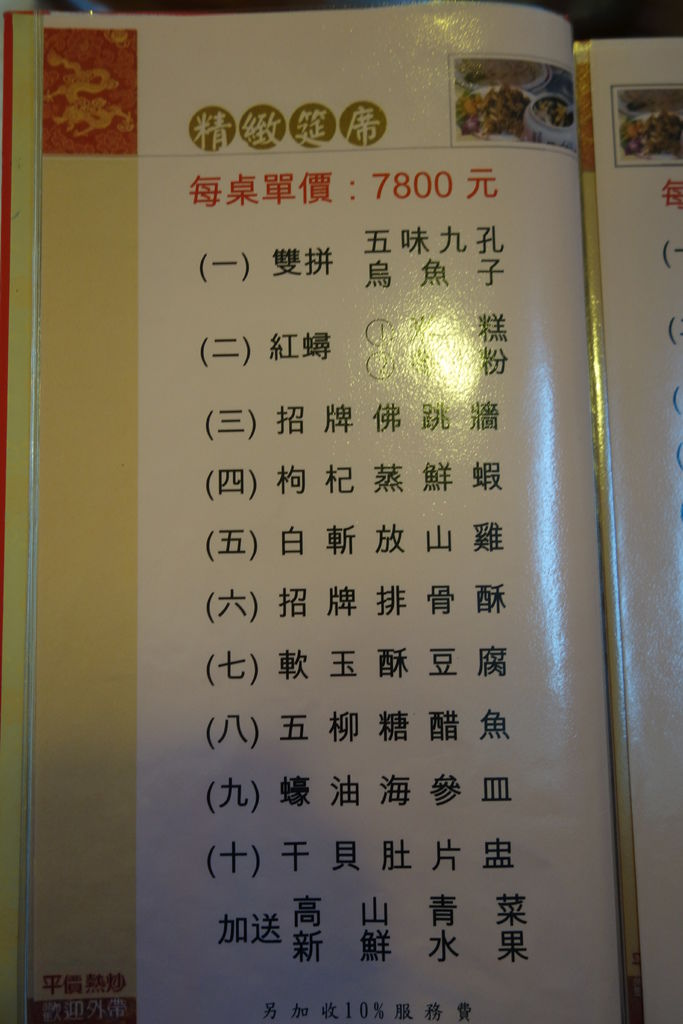 精緻筵席
每桌單價：7800 元
(一) 雙拼 五味九孔
烏魚子
(二) 紅蟳 ① 糕
② 粉
(三) 招牌佛跳牆
(四) 枸杞蒸鮮蝦
(五) 白斬放山雞
(六) 招牌排骨酥
(七) 軟玉酥豆腐
(八) 五柳糖醋魚
(九) 蠔油海參皿
(十) 干貝肚片盅
加送 高山青菜
新鮮水果
平價熱炒
歡迎外帶
另加收10%服務費
每